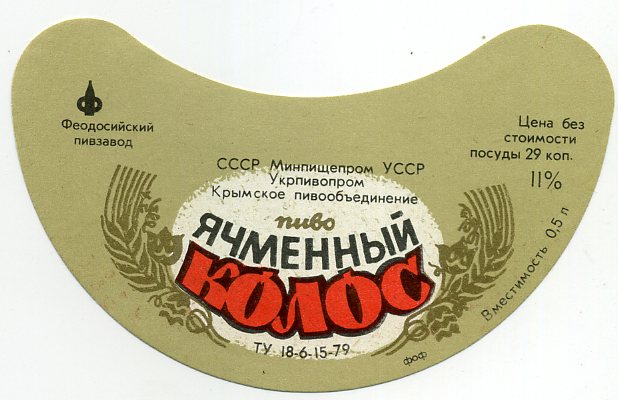 Феодосийский
пивзавод
Цена без
стоимости
посуды 29 коп.
11%
Вместимость 0,5 л
СССР Минпищепром УССР
Укрпивопром
Крымское пивообъединение
пиво
ЯЧМЕННЫЙ
КОЛОС
ТУ 18-6-15-79
фоф